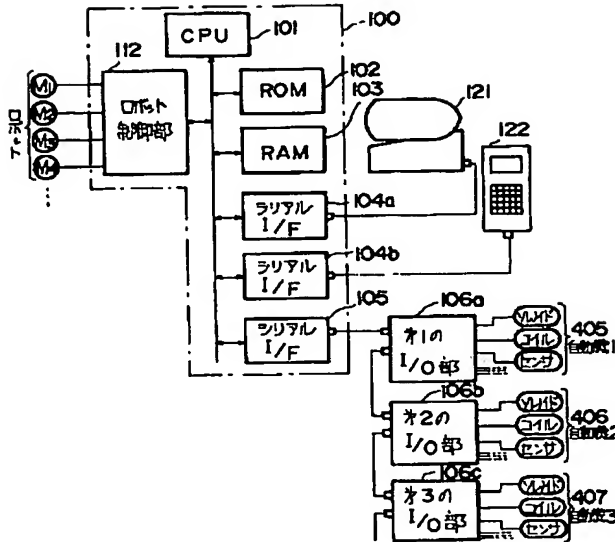 CPU
101
100
112
ロボット
制御部
M1
M2
M3
M4
ROM
102
RAM
103
121
122
ラリアル
I/F
104a
ラリアル
I/F
104b
シリアル
I/F
105
106a
才1の
I/O部
ソレノイド
コイル
センサ
405
自動機1
106b
才2の
I/O部
ソレノイド
コイル
センサ
406
自動機2
106c
才3の
I/O部
ソレノイド
コイル
センサ
407
自動機3